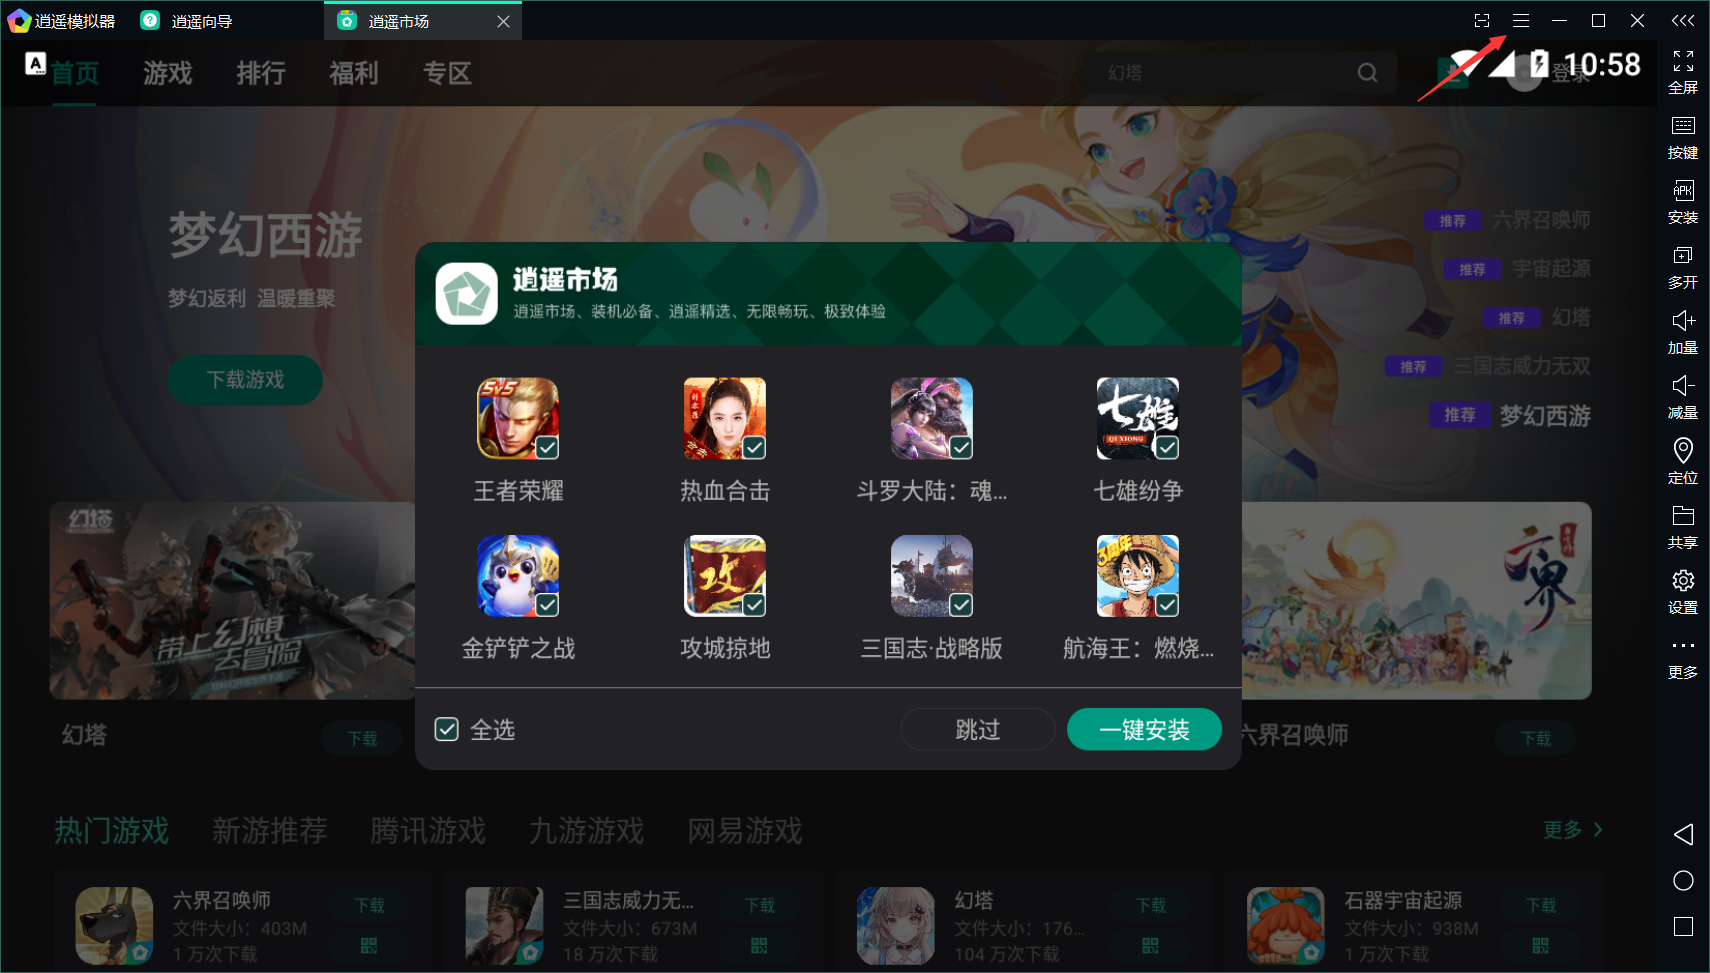 逍遥模拟器
逍遥向导
逍遥市场
首页
游戏
排行
福利
专区
幻塔
登录
10:58
全屏
按键
APK
安装
多开
加量
减量
定位
共享
设置
更多
梦幻西游
梦幻返利 温暖重聚
下载游戏
推荐 六界召唤师
推荐 宇宙起源
推荐 幻塔
推荐 三国志威力无双
推荐 梦幻西游
逍遥市场
逍遥市场、装机必备、逍遥精选、无限畅玩、极致体验
5v5
七雄
QI XIONG
王者荣耀
热血合击
斗罗大陆：魂...
七雄纷争
攻
金铲铲之战
攻城掠地
三国志·战略版
航海王：燃烧...
全选
跳过
一键安装
幻塔
带上幻想
去冒险
六界
幻塔
下载
六界召唤师
下载
热门游戏
新游推荐
腾讯游戏
九游游戏
网易游戏
更多
六界召唤师
文件大小：403M
1 万次下载
下载
三国志威力无...
文件大小：673M
18 万次下载
下载
幻塔
文件大小：176...
104 万次下载
下载
石器宇宙起源
文件大小：938M
1 万次下载
下载